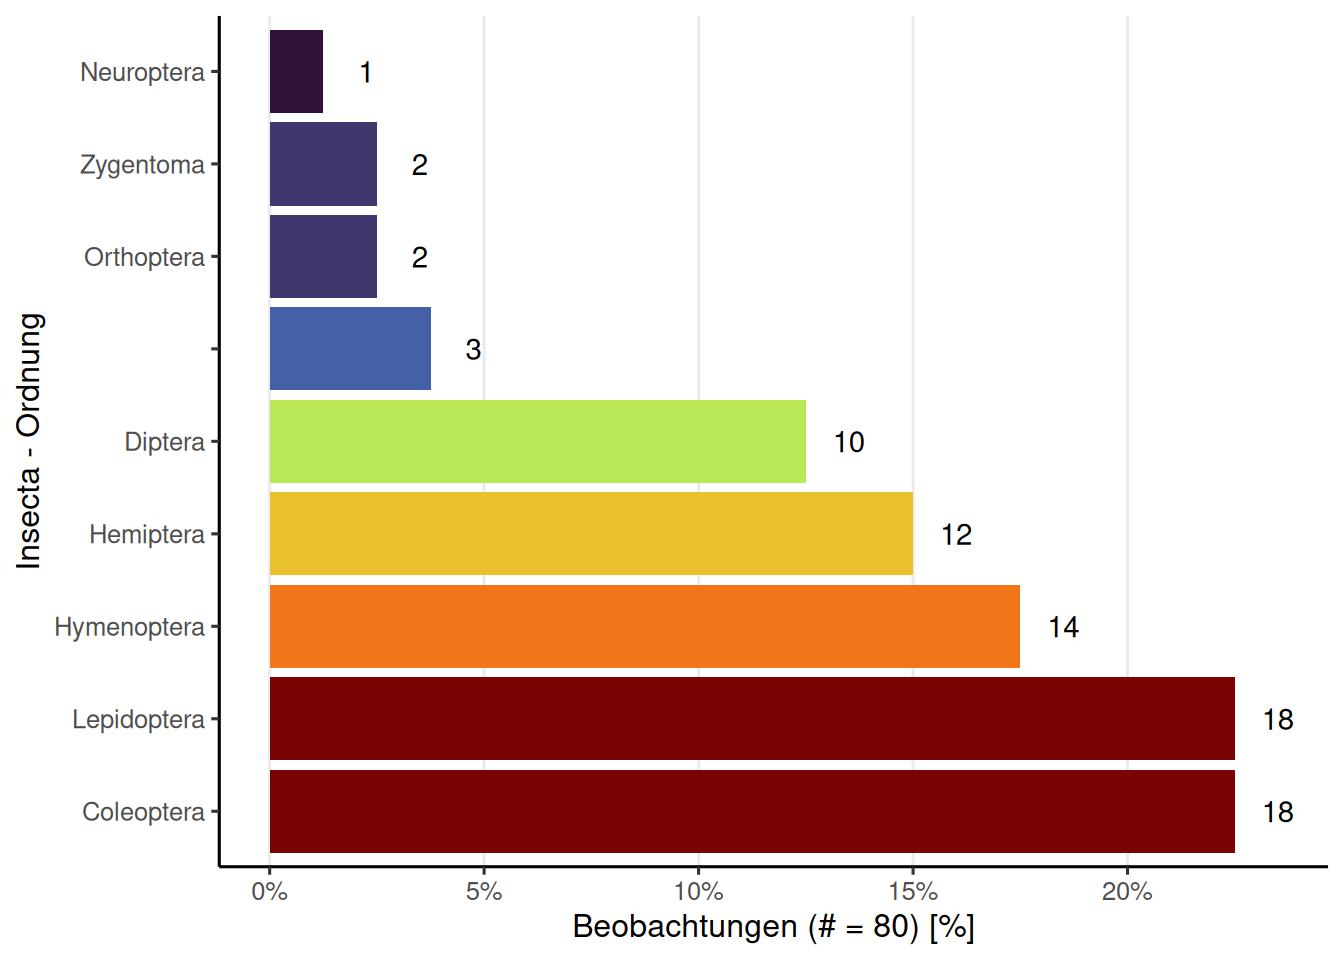 Neuroptera 1
Zygentoma 2
Orthoptera 2
3
Diptera 10
Hemiptera 12
Hymenoptera 14
Lepidoptera 18
Coleoptera 18
0% 5% 10% 15% 20%
Beobachtungen (# = 80) [%]
Insecta - Ordnung